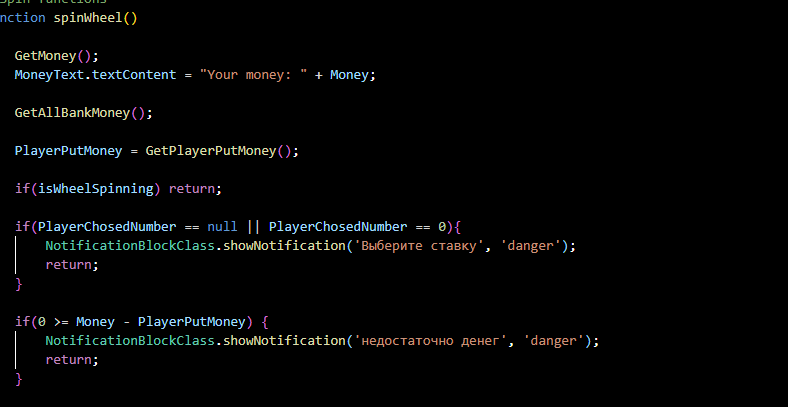 Spin functions
nction spinWheel()
GetMoney();
MoneyText.textContent = "Your money: " + Money;
GetAllBankMoney();
PlayerPutMoney = GetPlayerPutMoney();
if(isWheelSpinning) return;
if(PlayerChosedNumber == null || PlayerChosedNumber == 0){
NotificationBlockClass.showNotification('Выберите ставку', 'danger');
return;
}
if(0 >= Money - PlayerPutMoney) {
NotificationBlockClass.showNotification('недостаточно денег', 'danger');
return;
}